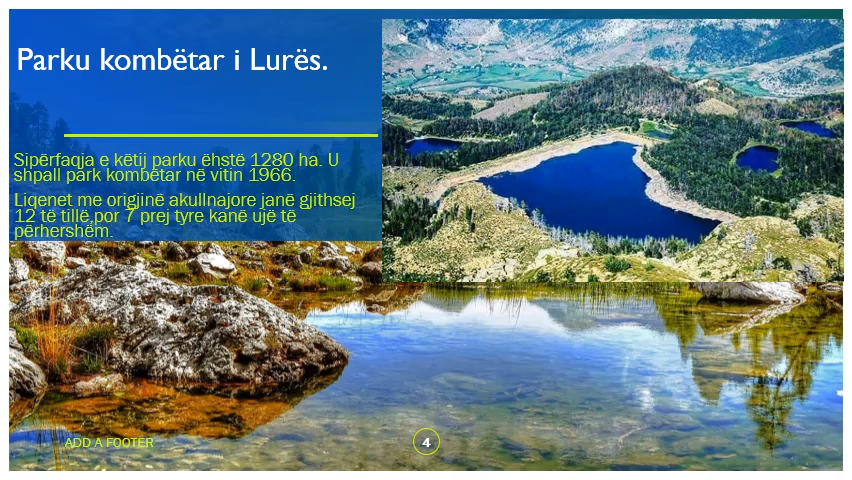 Parku kombëtar i Lurës.
Sipërfaqja e këtij parku ëhstë 1280 ha. U
shpall park kombëtar në vitin 1966.
Liqenet me origjinë akullnajore janë gjithsej
12 të tillë,por 7 prej tyre kanë ujë të
përhershëm.
ADD A FOOTER
4